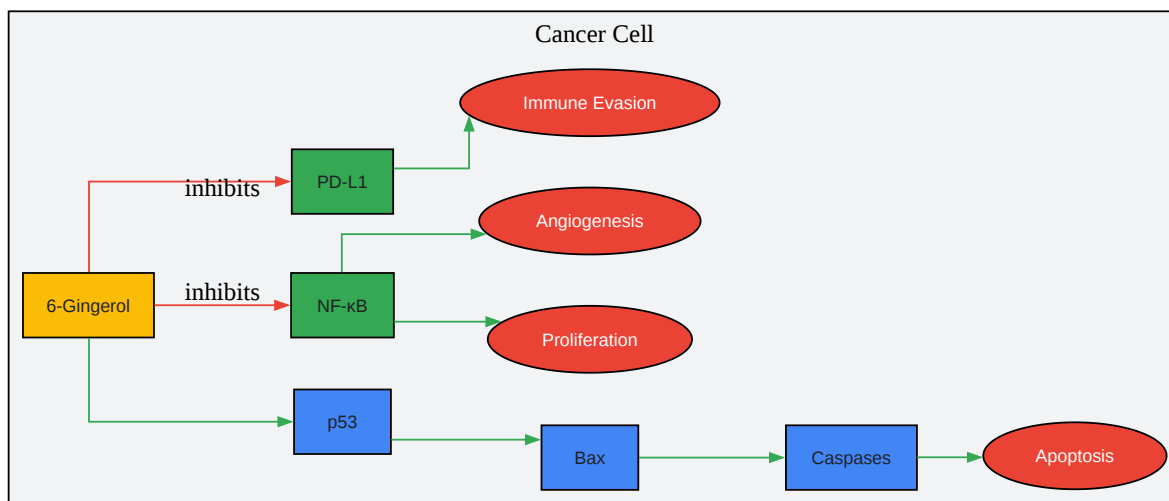 Cancer Cell
Immune Evasion
inhibits
PD-L1
Angiogenesis
6-Gingerol
inhibits
NF-κB
Proliferation
p53
Bax
Caspases
Apoptosis